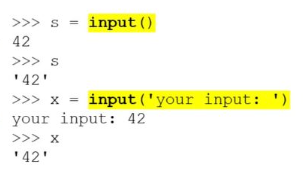 >>> s = input()
42
>>> s
'42'
>>> x = input('your input: ')
your input: 42
>>> x
'42'